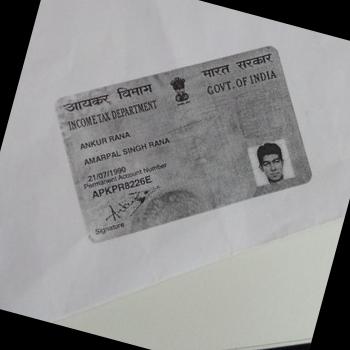 आयकर विभाग
भारत सरकार
INCOME TAX DEPARTMENT
GOVT. OF INDIA
ANKUR RANA
AMARPAL SINGH RANA
21/07/1990
Permanent Account Number
APKPR8226E
Signature